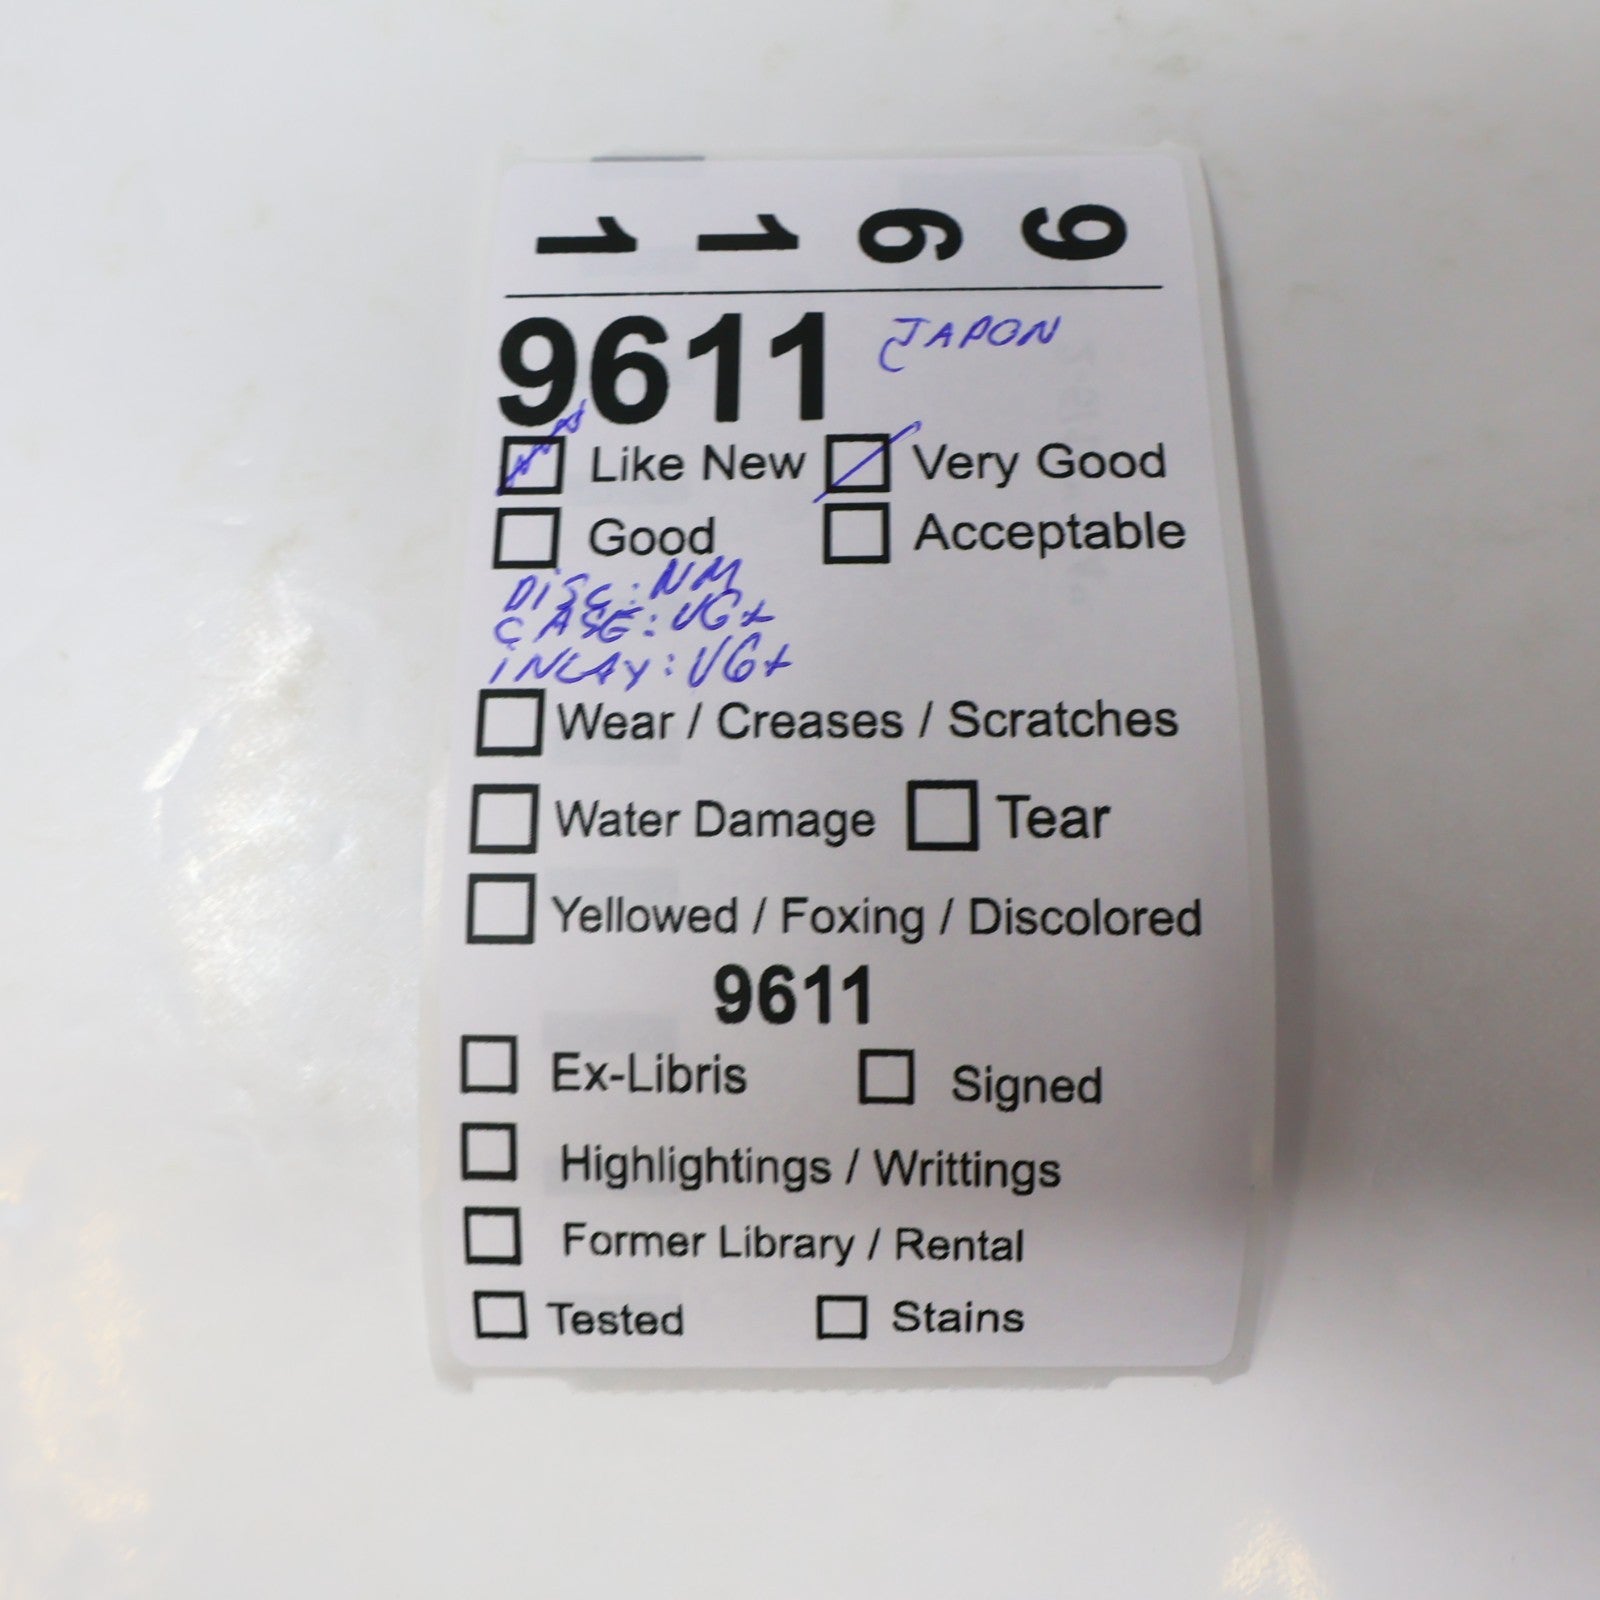 9611
9611 JAPON
Like New Very Good
Good Acceptable
DISC: NM
CASE: VG+
INLAY: VG+
Wear / Creases / Scratches
Water Damage Tear
Yellowed / Foxing / Discolored
9611
Ex-Libris Signed
Highlightings / Writtings
Former Library / Rental
Tested Stains